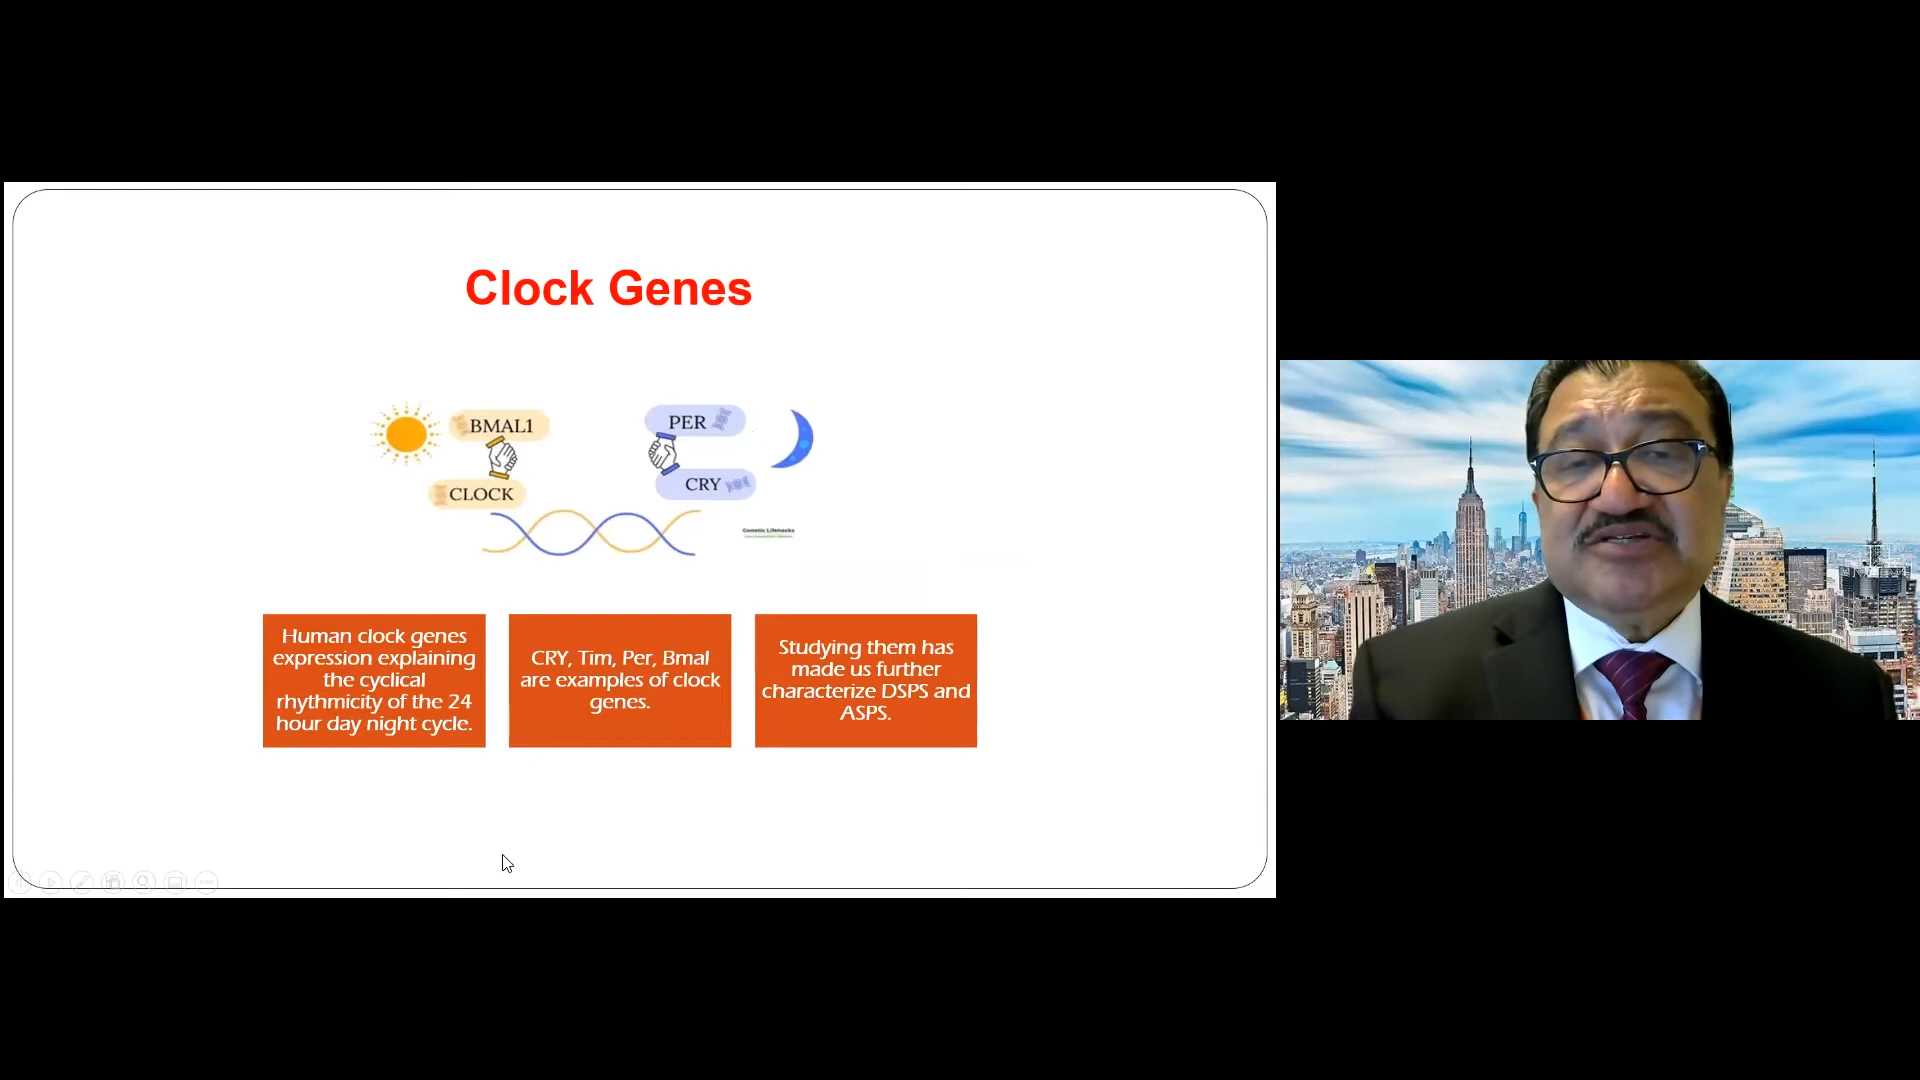 Clock Genes
BMAL1
PER
CLOCK
CRY
Genetic Lifehacks
Human clock genes
expression explaining
the cyclical
rhythmicity of the 24
hour day night cycle.
CRY, Tim, Per, Bmal
are examples of clock
genes.
Studying them has
made us further
characterize DSPS and
ASPS.